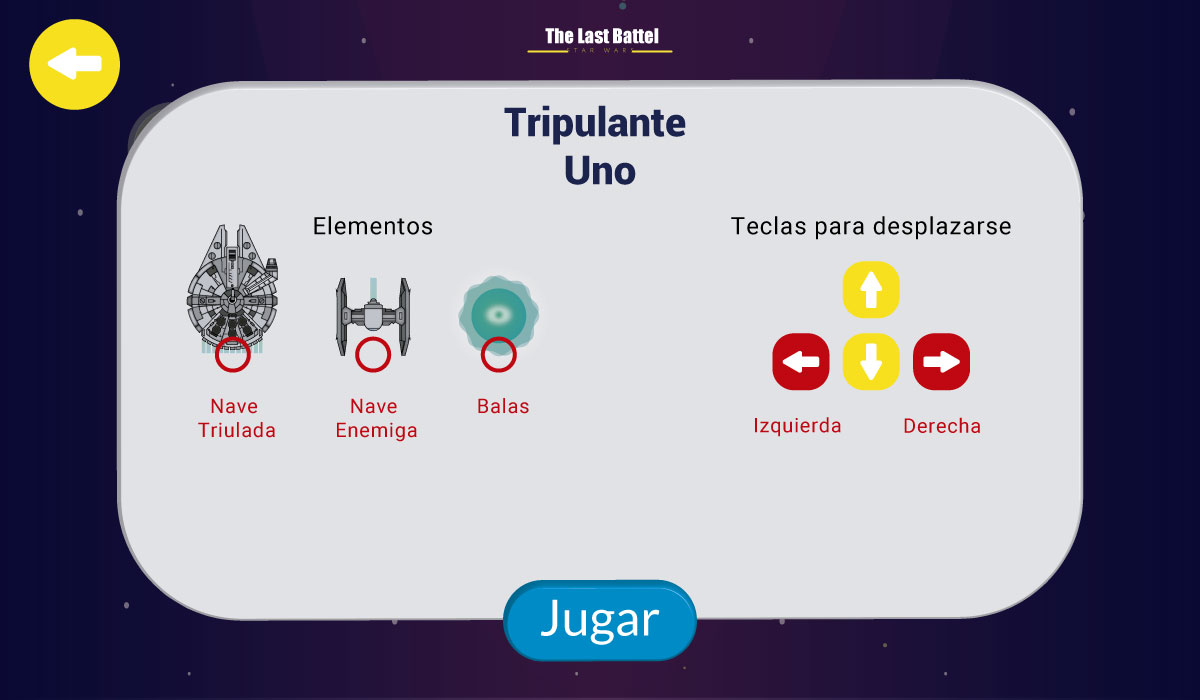 The Last Battel
STAR WARS
Tripulante
Uno
Elementos
Teclas para desplazarse
Nave
Triulada
Nave
Enemiga
Balas
Izquierda
Derecha
Jugar